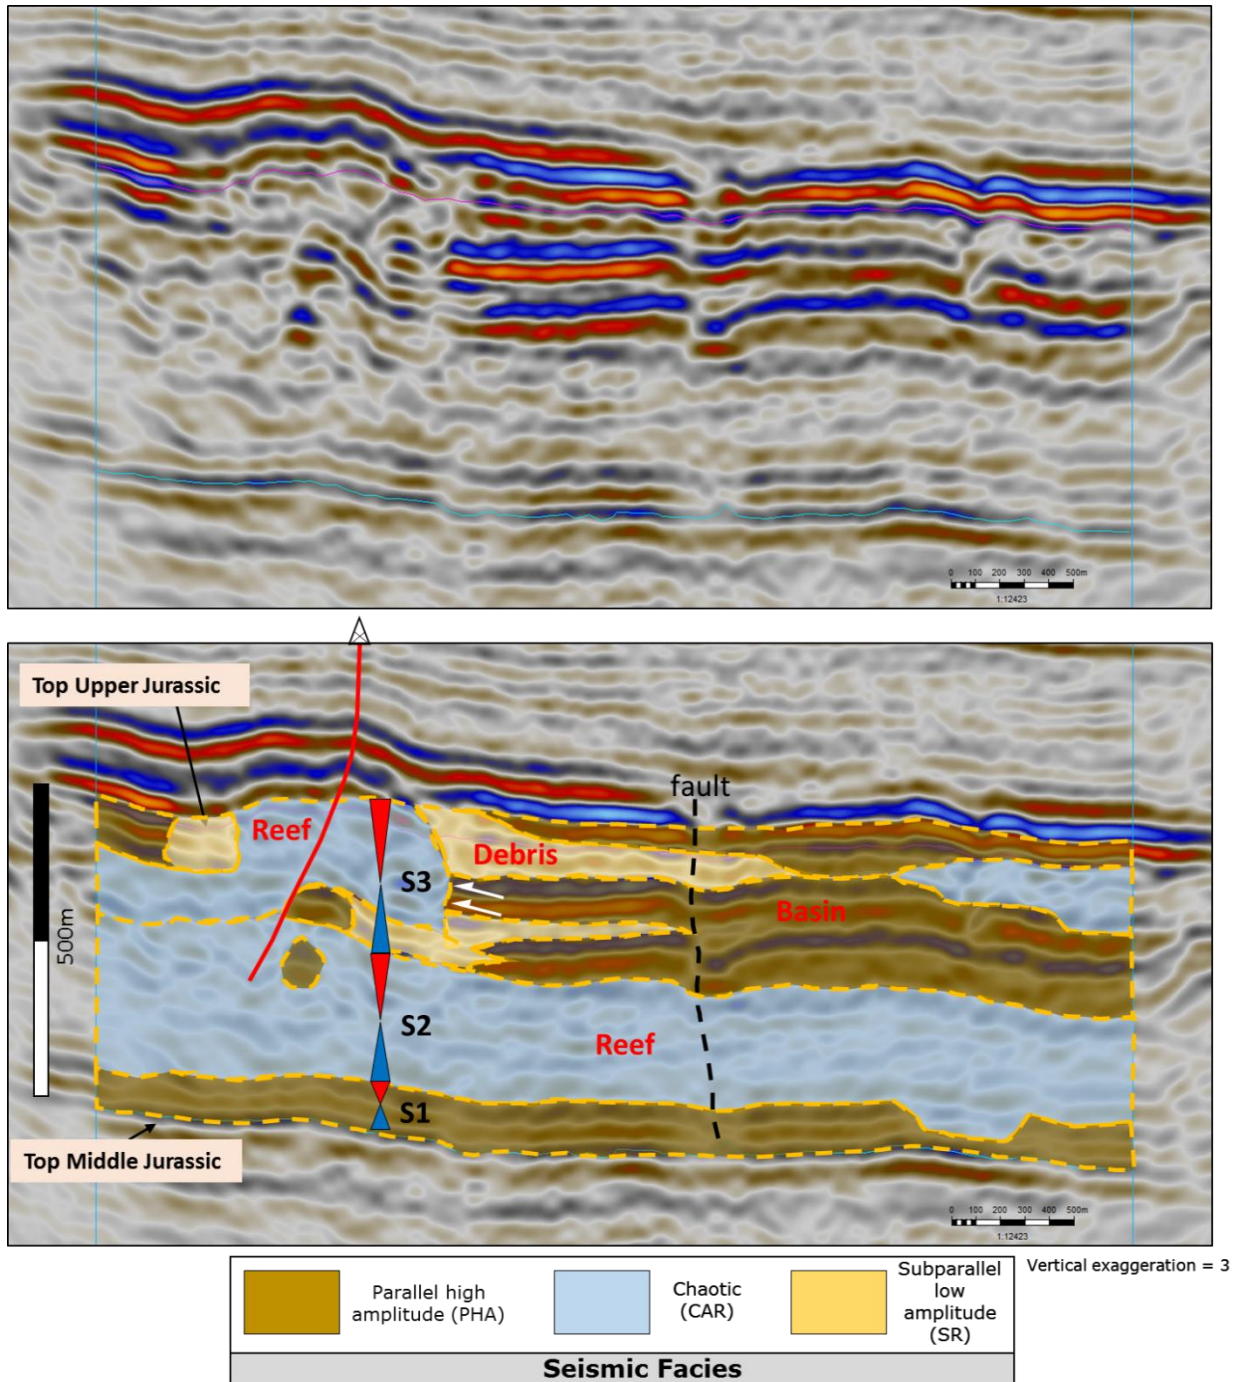 0 100 200 300 400 500m
1:12423
Top Upper Jurassic
fault
Reef
Debris
S3
Basin
500m
S2
Reef
S1
Top Middle Jurassic
0 100 200 300 400 500m
1:12423
Vertical exaggeration = 3
Parallel high
amplitude (PHA)
Chaotic
(CAR)
Subparallel
low
amplitude
(SR)
Seismic Facies